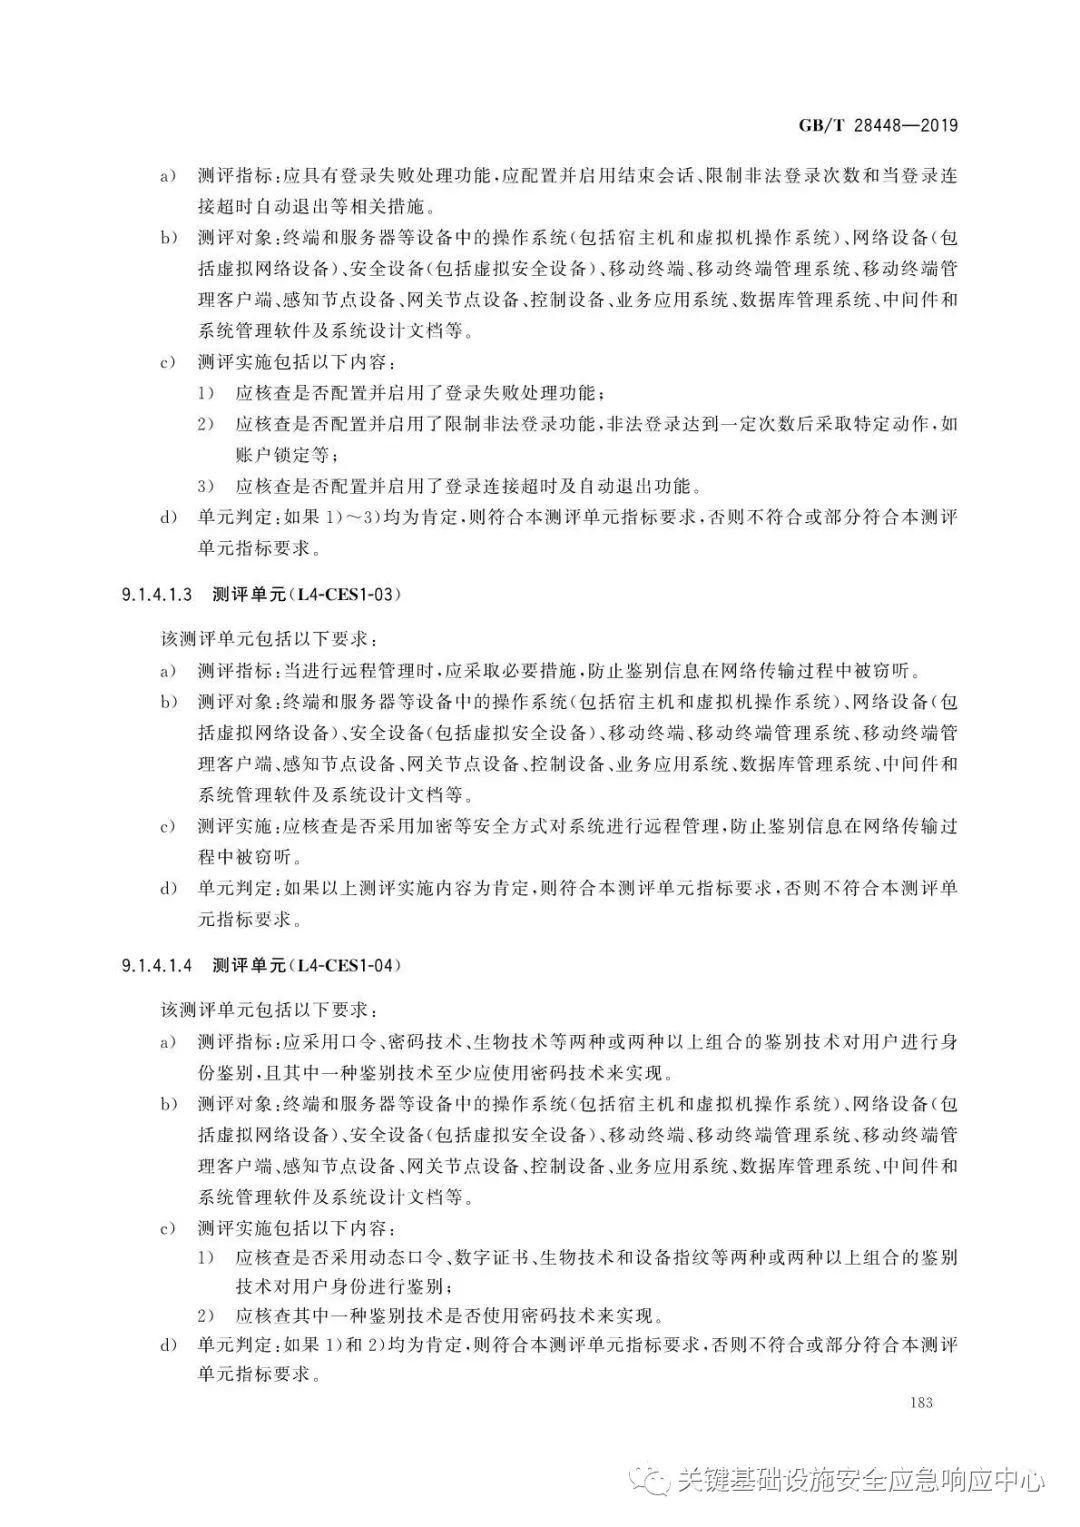 GB/T 28448—2019
a) 测评指标:应具有登录失败处理功能,应配置并启用结束会话、限制非法登录次数和当登录连
接超时自动退出等相关措施。
b) 测评对象:终端和服务器等设备中的操作系统(包括宿主机和虚拟机操作系统)、网络设备(包
括虚拟网络设备)、安全设备(包括虚拟安全设备)、移动终端、移动终端管理系统、移动终端管
理客户端、感知节点设备、网关节点设备、控制设备、业务应用系统、数据库管理系统、中间件和
系统管理软件及系统设计文档等。
c) 测评实施包括以下内容:
1) 应核查是否配置并启用了登录失败处理功能;
2) 应核查是否配置并启用了限制非法登录功能,非法登录达到一定次数后采取特定动作,如
账户锁定等;
3) 应核查是否配置并启用了登录连接超时及自动退出功能。
d) 单元判定:如果 1)～3)均为肯定,则符合本测评单元指标要求,否则不符合或部分符合本测评
单元指标要求。
9.1.4.1.3 测评单元(L4-CES1-03)
该测评单元包括以下要求:
a) 测评指标:当进行远程管理时,应采取必要措施,防止鉴别信息在网络传输过程中被窃听。
b) 测评对象:终端和服务器等设备中的操作系统(包括宿主机和虚拟机操作系统)、网络设备(包
括虚拟网络设备)、安全设备(包括虚拟安全设备)、移动终端、移动终端管理系统、移动终端管
理客户端、感知节点设备、网关节点设备、控制设备、业务应用系统、数据库管理系统、中间件和
系统管理软件及系统设计文档等。
c) 测评实施:应核查是否采用加密等安全方式对系统进行远程管理,防止鉴别信息在网络传输过
程中被窃听。
d) 单元判定:如果以上测评实施内容为肯定,则符合本测评单元指标要求,否则不符合本测评单
元指标要求。
9.1.4.1.4 测评单元(L4-CES1-04)
该测评单元包括以下要求:
a) 测评指标:应采用口令、密码技术、生物技术等两种或两种以上组合的鉴别技术对用户进行身
份鉴别,且其中一种鉴别技术至少应使用密码技术来实现。
b) 测评对象:终端和服务器等设备中的操作系统(包括宿主机和虚拟机操作系统)、网络设备(包
括虚拟网络设备)、安全设备(包括虚拟安全设备)、移动终端、移动终端管理系统、移动终端管
理客户端、感知节点设备、网关节点设备、控制设备、业务应用系统、数据库管理系统、中间件和
系统管理软件及系统设计文档等。
c) 测评实施包括以下内容:
1) 应核查是否采用动态口令、数字证书、生物技术和设备指纹等两种或两种以上组合的鉴别
技术对用户身份进行鉴别;
2) 应核查其中一种鉴别技术是否使用密码技术来实现。
d) 单元判定:如果 1)和 2)均为肯定,则符合本测评单元指标要求,否则不符合或部分符合本测评
单元指标要求。
183
关键基础设施安全应急响应中心